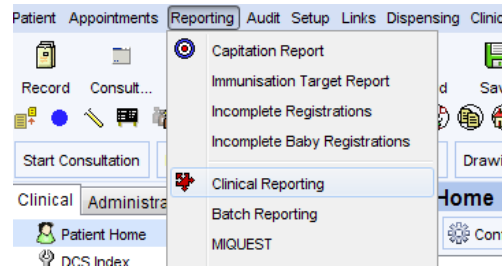 Patient Appointments Reporting Audit Setup Links Dispensing Clinic
Capitation Report
Immunisation Target Report
Incomplete Registrations
Incomplete Baby Registrations
Clinical Reporting
Batch Reporting
MIQUEST
Record Consult...
d Sav
Start Consultation
Drawi
Clinical Administra
Home
Patient Home
Cont
DCS Index